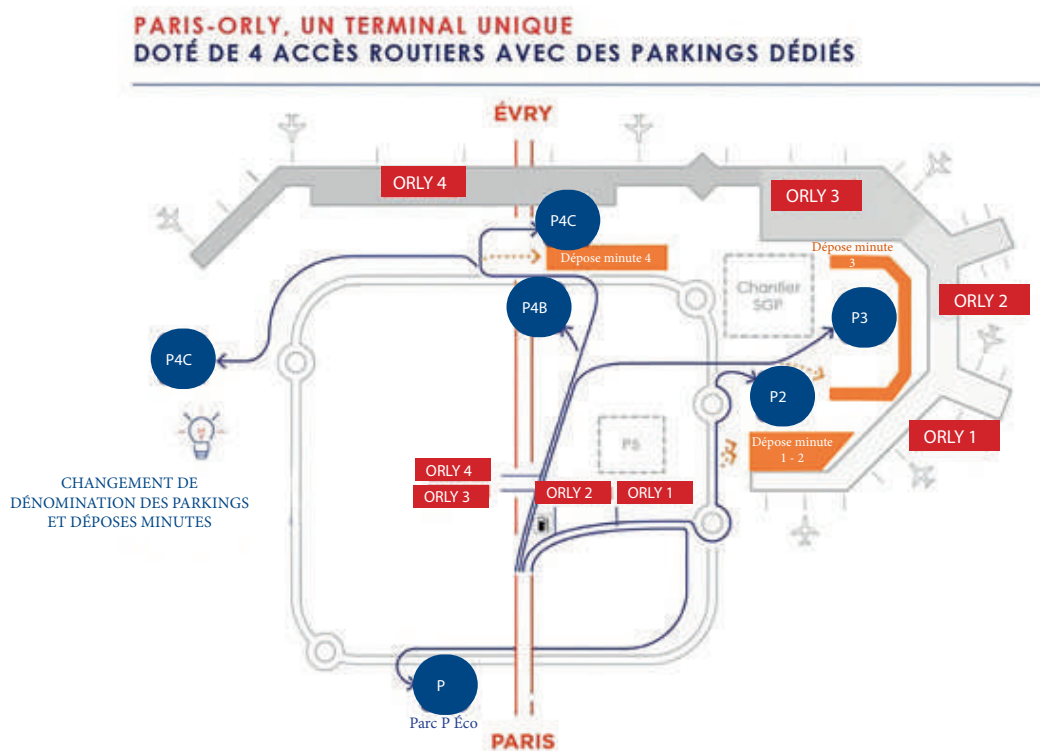 PARIS-ORLY, UN TERMINAL UNIQUE
DOTÉ DE 4 ACCÈS ROUTIERS AVEC DES PARKINGS DÉDIÉS
ÉVRY
ORLY 4
ORLY 3
P4C
Dépose minute 4
Dépose minute
3
Chantier
SGP
ORLY 2
P4B
P3
P4C
P2
ORLY 1
Dépose minute
1 - 2
P5
CHANGEMENT DE
DÉNOMINATION DES PARKINGS
ET DÉPOSES MINUTES
ORLY 4
ORLY 3
ORLY 2
ORLY 1
P
Parc P Éco
PARIS